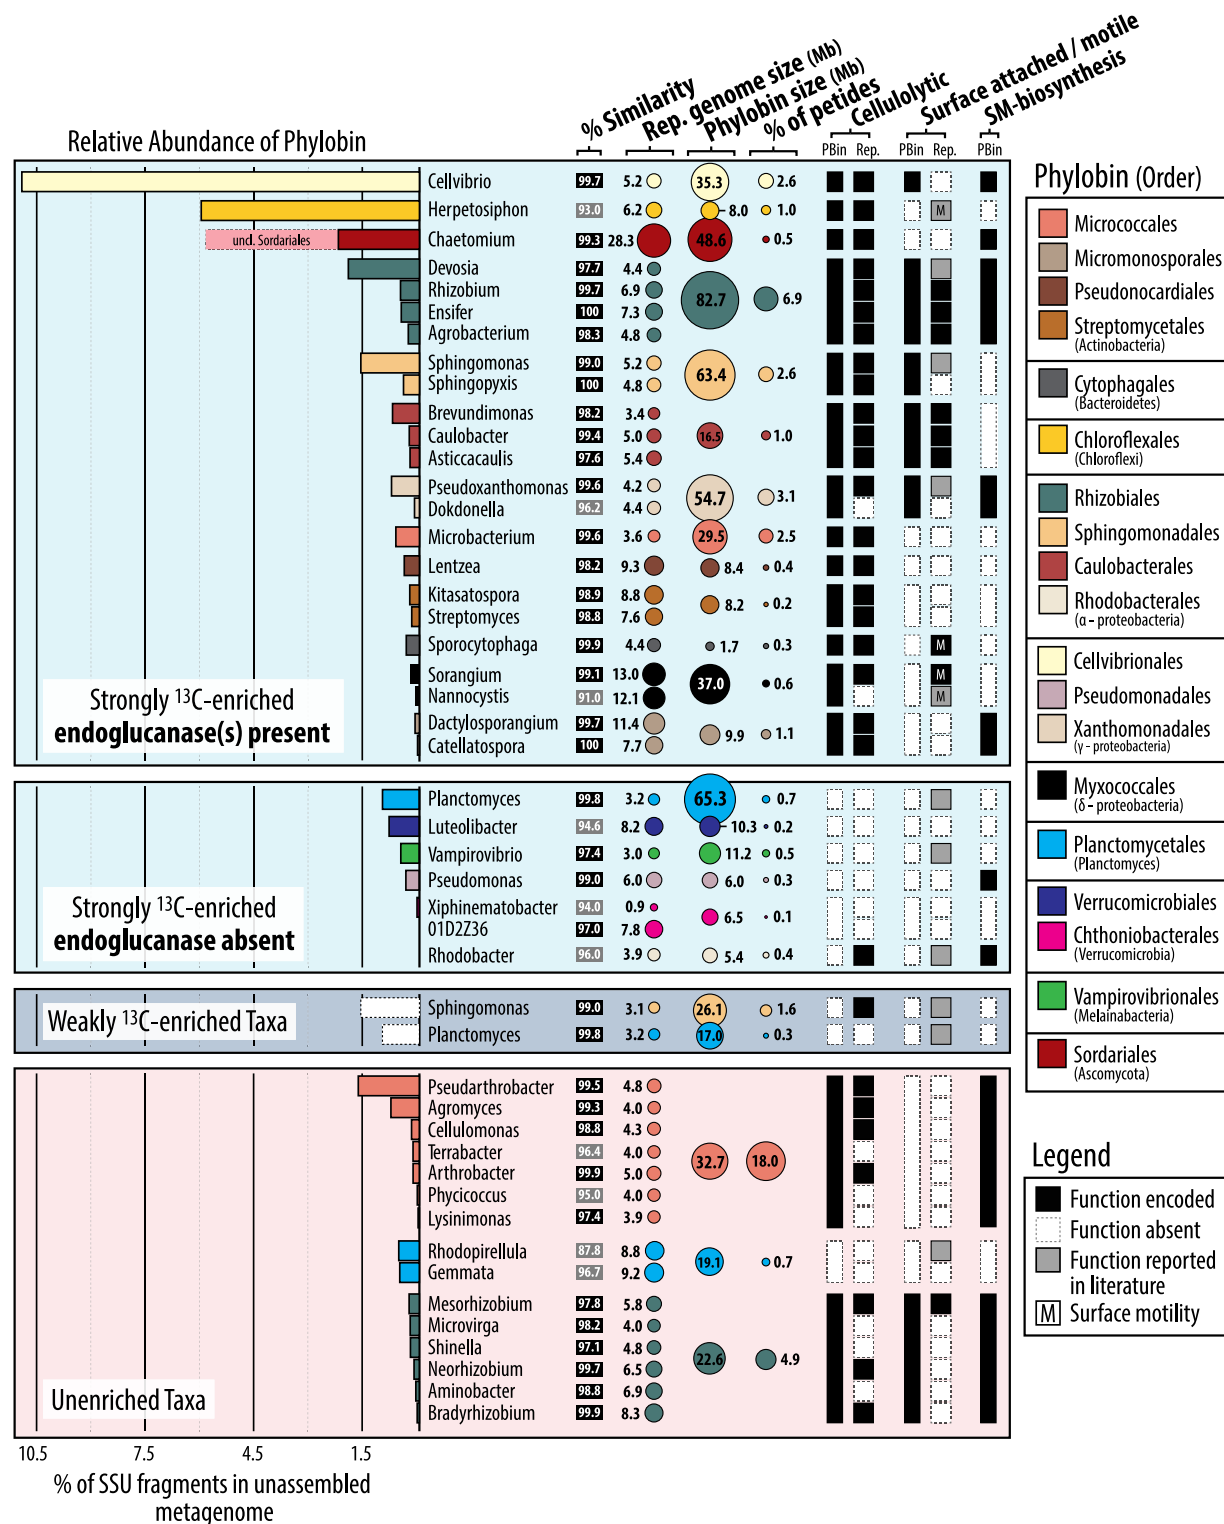 Relative Abundance of Phylobin
% Similarity
Rep. genome size (Mb)
Phylobin size (Mb)
% of petides
Cellulolytic
Surface attached / motile
SM-biosynthesis
PBin Rep. PBin Rep. PBin
Cellvibrio 99.7 5.2 35.3 2.6
Herpetosiphon 93.0 6.2 8.0 1.0 M
uncl. Sordariales Chaetomium 99.3 28.3 48.6 0.5
Devosia 97.7 4.4
Rhizobium 99.7 6.9
82.7 6.9
Ensifer 100 7.3
Agrobacterium 98.3 4.8
Sphingomonas 99.0 5.2
63.4 2.6
Sphingopyxis 100 4.8
Brevundimonas 98.2 3.4
Caulobacter 99.4 5.0 16.5 1.0
Asticcacaulis 97.6 5.4
Pseudoxanthomonas 99.6 4.2
54.7 3.1
Dokdonella 96.2 4.4
Microbacterium 99.6 3.6 29.5 2.5
Lentzea 98.2 9.3 8.4 0.4
Kitasatospora 98.9 8.8
8.2 0.2
Streptomyces 98.8 7.6
Sporocytophaga 99.9 4.4 1.7 0.3 M
Sorangium 99.1 13.0 M
37.0 0.6
Nannocystis 91.0 12.1 M
Dactylosporangium 99.7 11.4
9.9 1.1
Catellatospora 100 7.7
Strongly ¹³C-enriched
endoglucanase(s) present
Planctomyces 99.8 3.2 65.3 0.7
Luteolibacter 94.6 8.2 10.3 0.2
Vampirovibrio 97.4 3.0 11.2 0.5
Pseudomonas 99.0 6.0 6.0 0.3
Xiphinematobacter 94.0 0.9
6.5 0.1
01D2Z36 97.0 7.8
Rhodobacter 96.0 3.9 5.4 0.4
Strongly ¹³C-enriched
endoglucanase absent
Weakly ¹³C-enriched Taxa
Sphingomonas 99.0 3.1 26.1 1.6
Planctomyces 99.8 3.2 17.0 0.3
Pseudarthrobacter 99.5 4.8
Agromyces 99.3 4.0
Cellulomonas 98.8 4.3
Terrabacter 96.4 4.0
32.7 18.0
Arthrobacter 99.9 5.0
Phycicoccus 95.0 4.0
Lysinimonas 97.4 3.9
Rhodopirellula 87.8 8.8
19.1 0.7
Gemmata 96.7 9.2
Mesorhizobium 97.8 5.8
Microvirga 98.2 4.0
Shinella 97.1 4.8
22.6 4.9
Neorhizobium 99.7 6.5
Aminobacter 98.8 6.9
Bradyrhizobium 99.9 8.3
Unenriched Taxa
10.5 7.5 4.5 1.5
% of SSU fragments in unassembled
metagenome
Phylobin (Order)
Micrococcales
Micromonosporales
Pseudonocardiales
Streptomycetales
(Actinobacteria)
Cytophagales
(Bacteroidetes)
Chloroflexales
(Chloroflexi)
Rhizobiales
Sphingomonadales
Caulobacterales
Rhodobacterales
(α - proteobacteria)
Cellvibrionales
Pseudomonadales
Xanthomonadales
(γ - proteobacteria)
Myxococcales
(δ - proteobacteria)
Planctomycetales
(Planctomyces)
Verrucomicrobiales
Chthoniobacterales
(Verrucomicrobia)
Vampirovibrionales
(Melainabacteria)
Sordariales
(Ascomycota)
Legend
Function encoded
Function absent
Function reported
in literature
M Surface motility